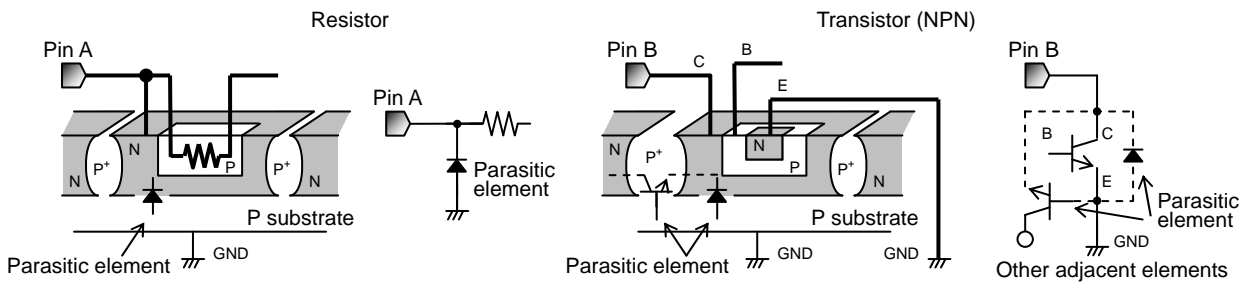 Resistor
Pin A
N
P⁺
N
P
P⁺
N
P substrate
Parasitic element
GND
Pin A
Parasitic
element
Transistor (NPN)
Pin B
C
B
E
N
P⁺
N
P
P⁺
N
N
P substrate
Parasitic element
GND
GND
Pin B
B
C
E
Parasitic
element
GND
Other adjacent elements